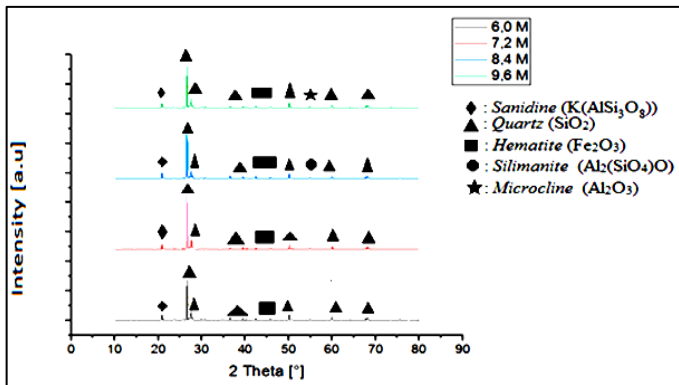 6,0 M
7,2 M
8,4 M
9,6 M
: Sanidine (K(AlSi3O8))
: Quartz (SiO2)
: Hematite (Fe2O3)
: Silimanite (Al2(SiO4)O)
: Microcline (Al2O3)
Intensity [a.u]
0 10 20 30 40 50 60 70 80 90
2 Theta [°]